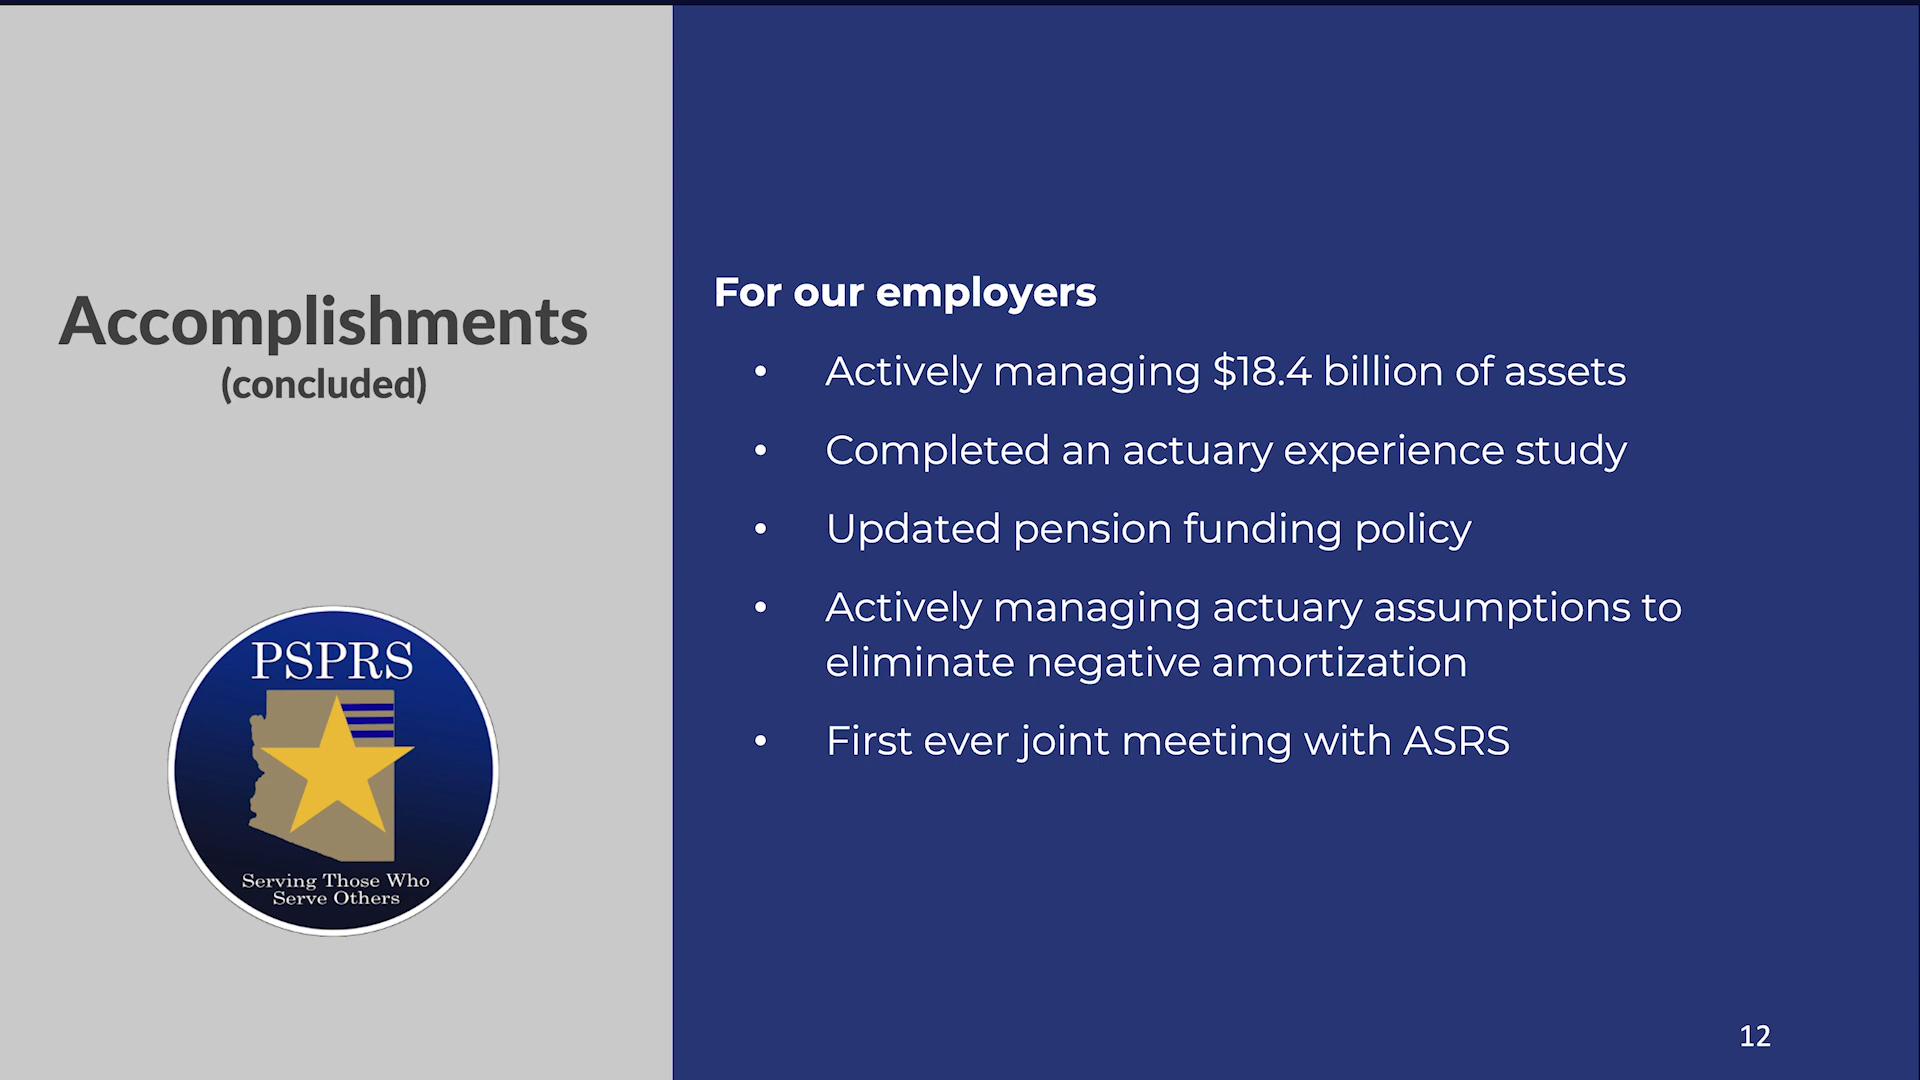 Accomplishments
(concluded)
PSPRS
Serving Those Who
Serve Others
For our employers
• Actively managing $18.4 billion of assets
• Completed an actuary experience study
• Updated pension funding policy
• Actively managing actuary assumptions to
eliminate negative amortization
• First ever joint meeting with ASRS
12